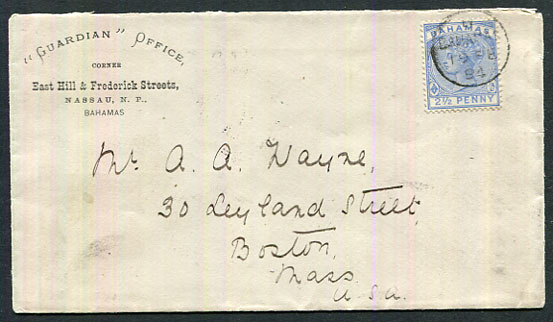 "GUARDIAN" OFFICE,
CORNER
East Hill & Frederick Streets,
NASSAU, N. P.,
BAHAMAS
BAHAMAS
2½ PENNY
94
Mr. A. A. Wayne,
30 Leyland Street,
Boston,
Mass
U.S.A.